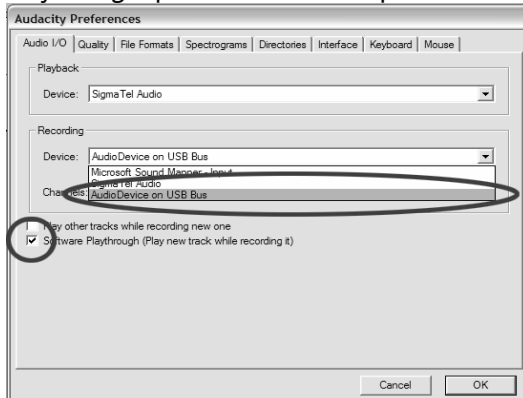 Audacity Preferences
Audio I/O Quality File Formats Spectrograms Directories Interface Keyboard Mouse
Playback
Device: SigmaTel Audio
Recording
Device: AudioDevice on USB Bus
Microsoft Sound Mapper - Input
SigmaTel Audio
Channels: AudioDevice on USB Bus
Play other tracks while recording new one
Software Playthrough (Play new track while recording it)
Cancel OK